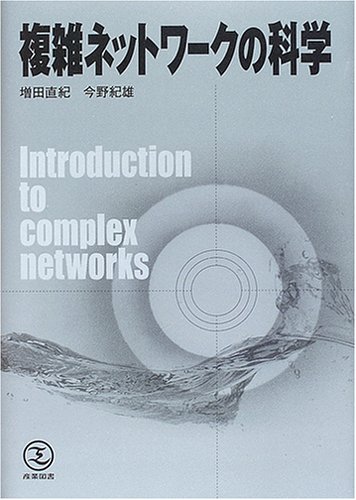 複雑ネットワークの科学
増田直紀 今野紀雄
Introduction
to
complex
networks
産業図書